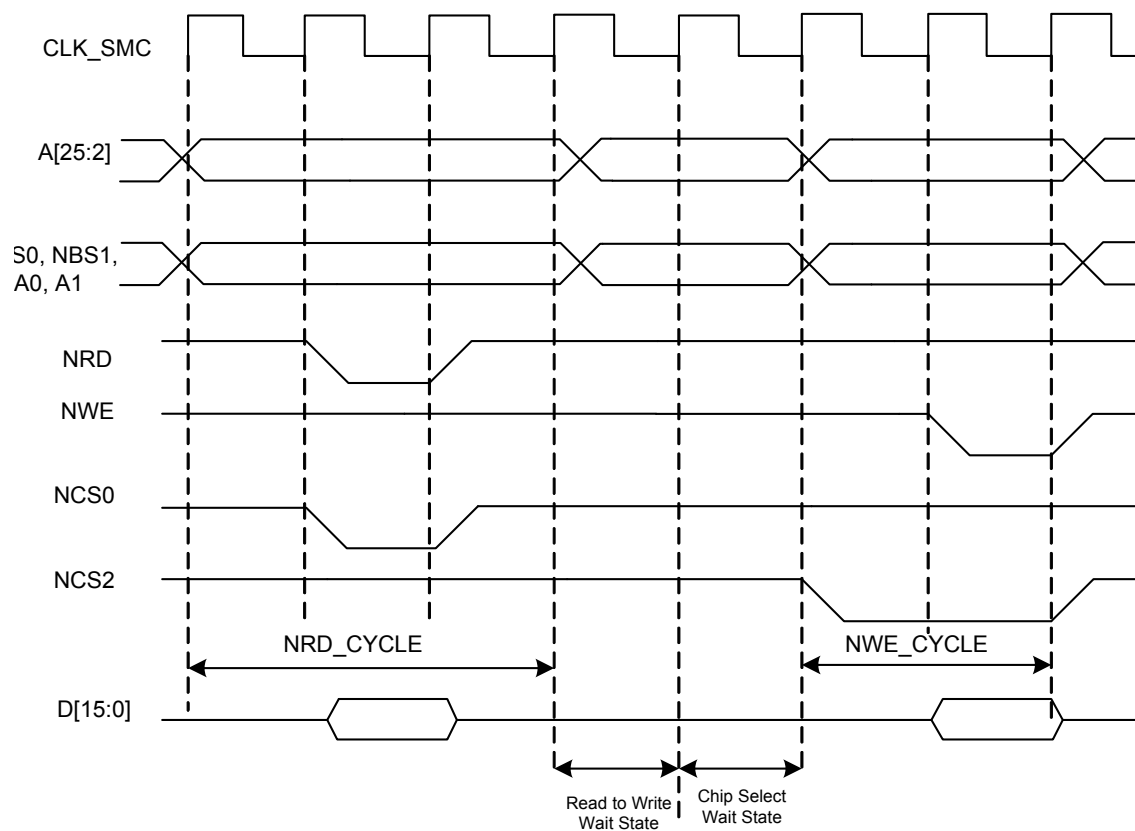 CLK_SMC
A[25:2]
S0, NBS1,
A0, A1
NRD
NWE
NCS0
NCS2
NRD_CYCLE
NWE_CYCLE
D[15:0]
Read to Write
Wait State
Chip Select
Wait State